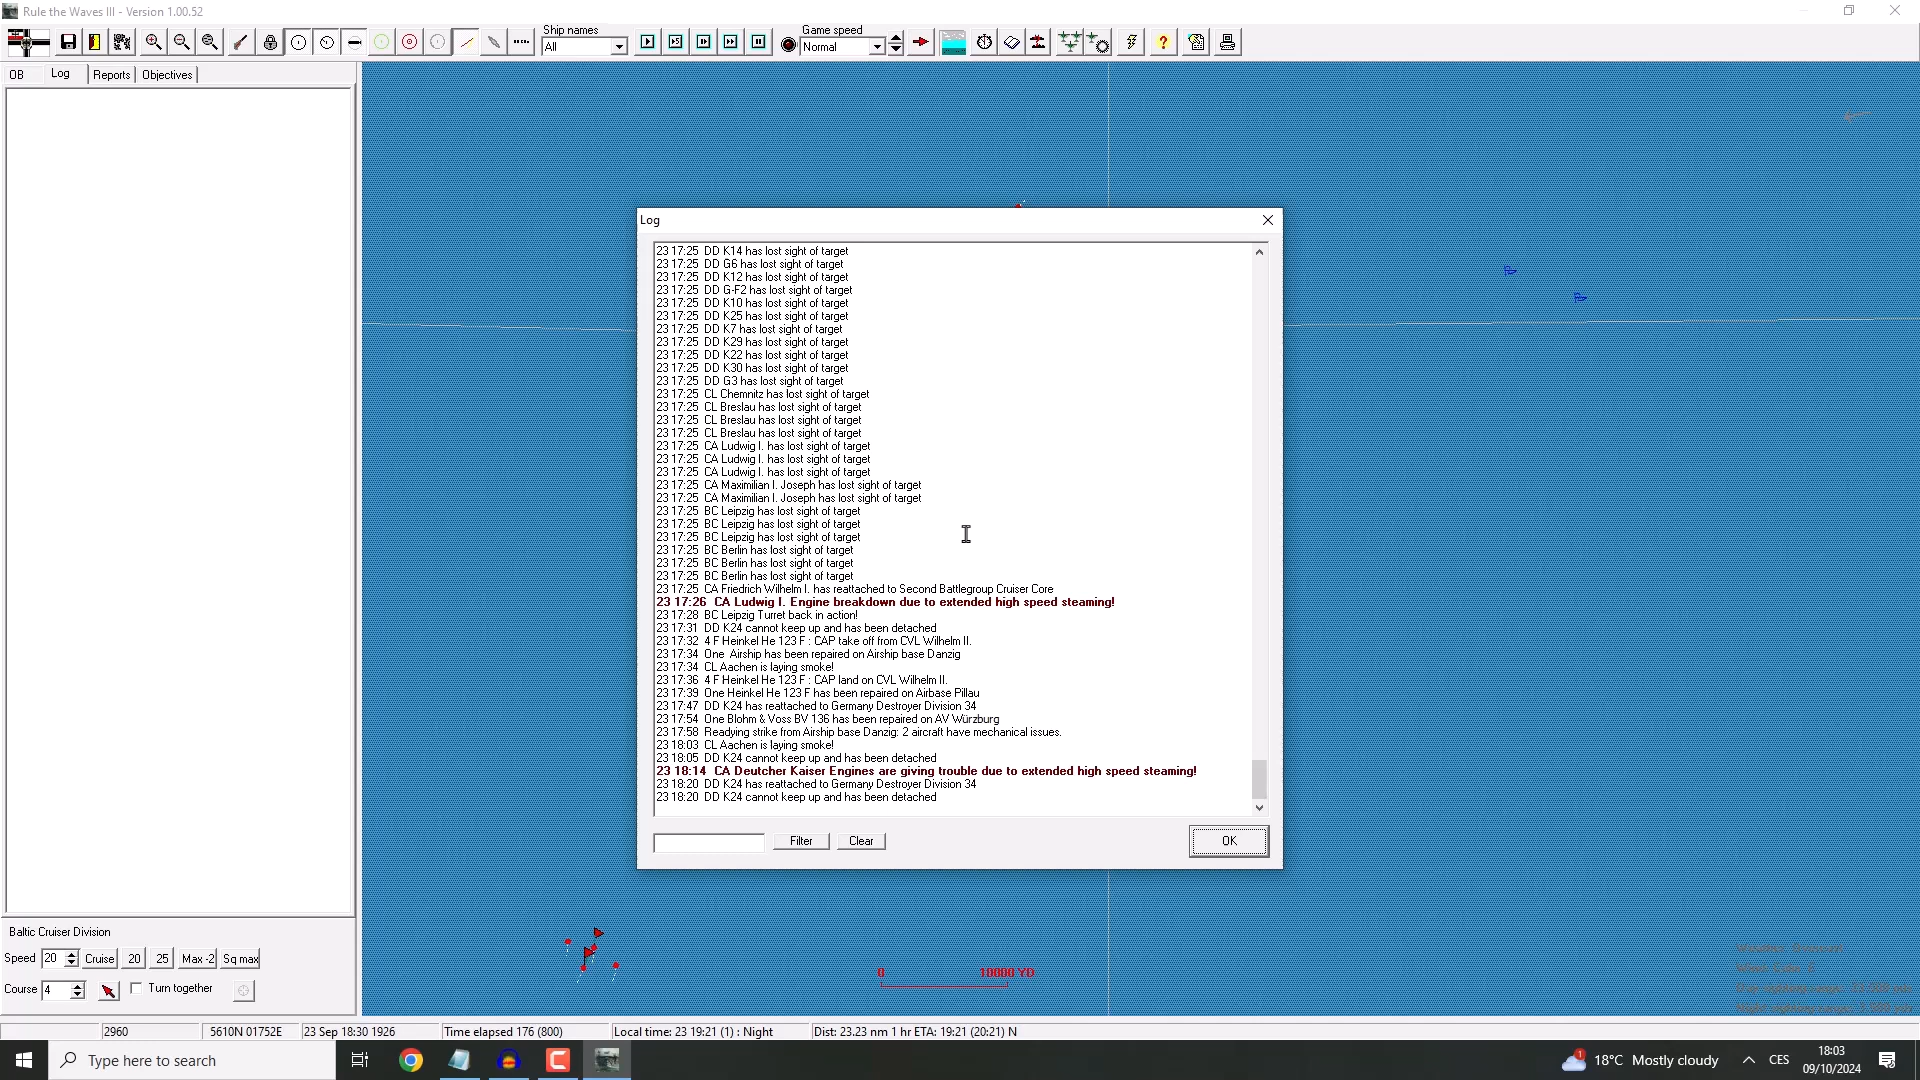 Rule the Waves III - Version 1.00.52
Ship names
All
Game speed
Normal
OB
Log
Reports
Objectives
Log
23 17:25 DD K14 has lost sight of target
23 17:25 DD G6 has lost sight of target
23 17:25 DD K12 has lost sight of target
23 17:25 DD G-F2 has lost sight of target
23 17:25 DD K10 has lost sight of target
23 17:25 DD K25 has lost sight of target
23 17:25 DD K7 has lost sight of target
23 17:25 DD K29 has lost sight of target
23 17:25 DD K22 has lost sight of target
23 17:25 DD K30 has lost sight of target
23 17:25 DD G3 has lost sight of target
23 17:25 CL Chemnitz has lost sight of target
23 17:25 CL Breslau has lost sight of target
23 17:25 CL Breslau has lost sight of target
23 17:25 CL Breslau has lost sight of target
23 17:25 CA Ludwig I. has lost sight of target
23 17:25 CA Ludwig I. has lost sight of target
23 17:25 CA Ludwig I. has lost sight of target
23 17:25 CA Maximilian I. Joseph has lost sight of target
23 17:25 CA Maximilian I. Joseph has lost sight of target
23 17:25 BC Leipzig has lost sight of target
23 17:25 BC Leipzig has lost sight of target
23 17:25 BC Leipzig has lost sight of target
23 17:25 BC Berlin has lost sight of target
23 17:25 BC Berlin has lost sight of target
23 17:25 BC Berlin has lost sight of target
23 17:25 CA Friedrich Wilhelm I. has reattached to Second Battlegroup Cruiser Core
23 17:26 CA Ludwig I. Engine breakdown due to extended high speed steaming!
23 17:28 BC Leipzig Turret back in action!
23 17:31 DD K24 cannot keep up and has been detached
23 17:32 4 F Heinkel He 123 F : CAP take off from CVL Wilhelm II.
23 17:34 One Airship has been repaired on Airship base Danzig
23 17:34 CL Aachen is laying smoke!
23 17:36 4 F Heinkel He 123 F : CAP land on CVL Wilhelm II.
23 17:39 One Heinkel He 123 F has been repaired on Airbase Pillau
23 17:47 DD K24 has reattached to Germany Destroyer Division 34
23 17:54 One Blohm & Voss BV 136 has been repaired on AV Würzburg
23 17:58 Readying strike from Airship base Danzig: 2 aircraft have mechanical issues.
23 18:03 CL Aachen is laying smoke!
23 18:05 DD K24 cannot keep up and has been detached
23 18:14 CA Deutcher Kaiser Engines are giving trouble due to extended high speed steaming!
23 18:20 DD K24 has reattached to Germany Destroyer Division 34
23 18:20 DD K24 cannot keep up and has been detached
Filter
Clear
OK
Baltic Cruiser Division
Speed 20 Cruise 20 25 Max -2 Sq max
Course 4 Turn together
0 10000 YD
2960
5610N 01752E
23 Sep 18:30 1926
Time elapsed 176 (800)
Local time: 23 19:21 (1) : Night
Dist: 23.23 nm 1 hr ETA: 19:21 (20:21) N
Type here to search
1
18°C Mostly cloudy
CES
18:03
09/10/2024